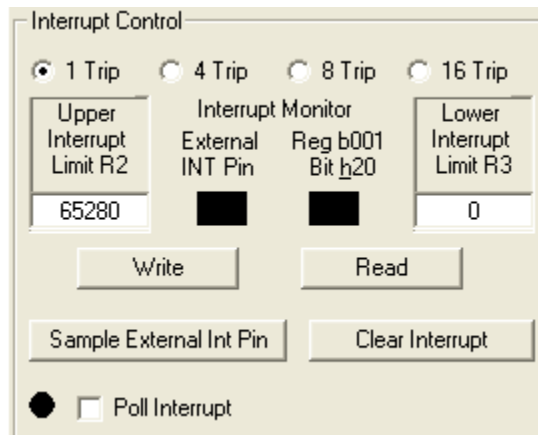 Interrupt Control
1 Trip 4 Trip 8 Trip 16 Trip
Upper
Interrupt
Limit R2
65280
Interrupt Monitor
External
INT Pin
Reg b001
Bit h20
Lower
Interrupt
Limit R3
0
Write Read
Sample External Int Pin Clear Interrupt
Poll Interrupt